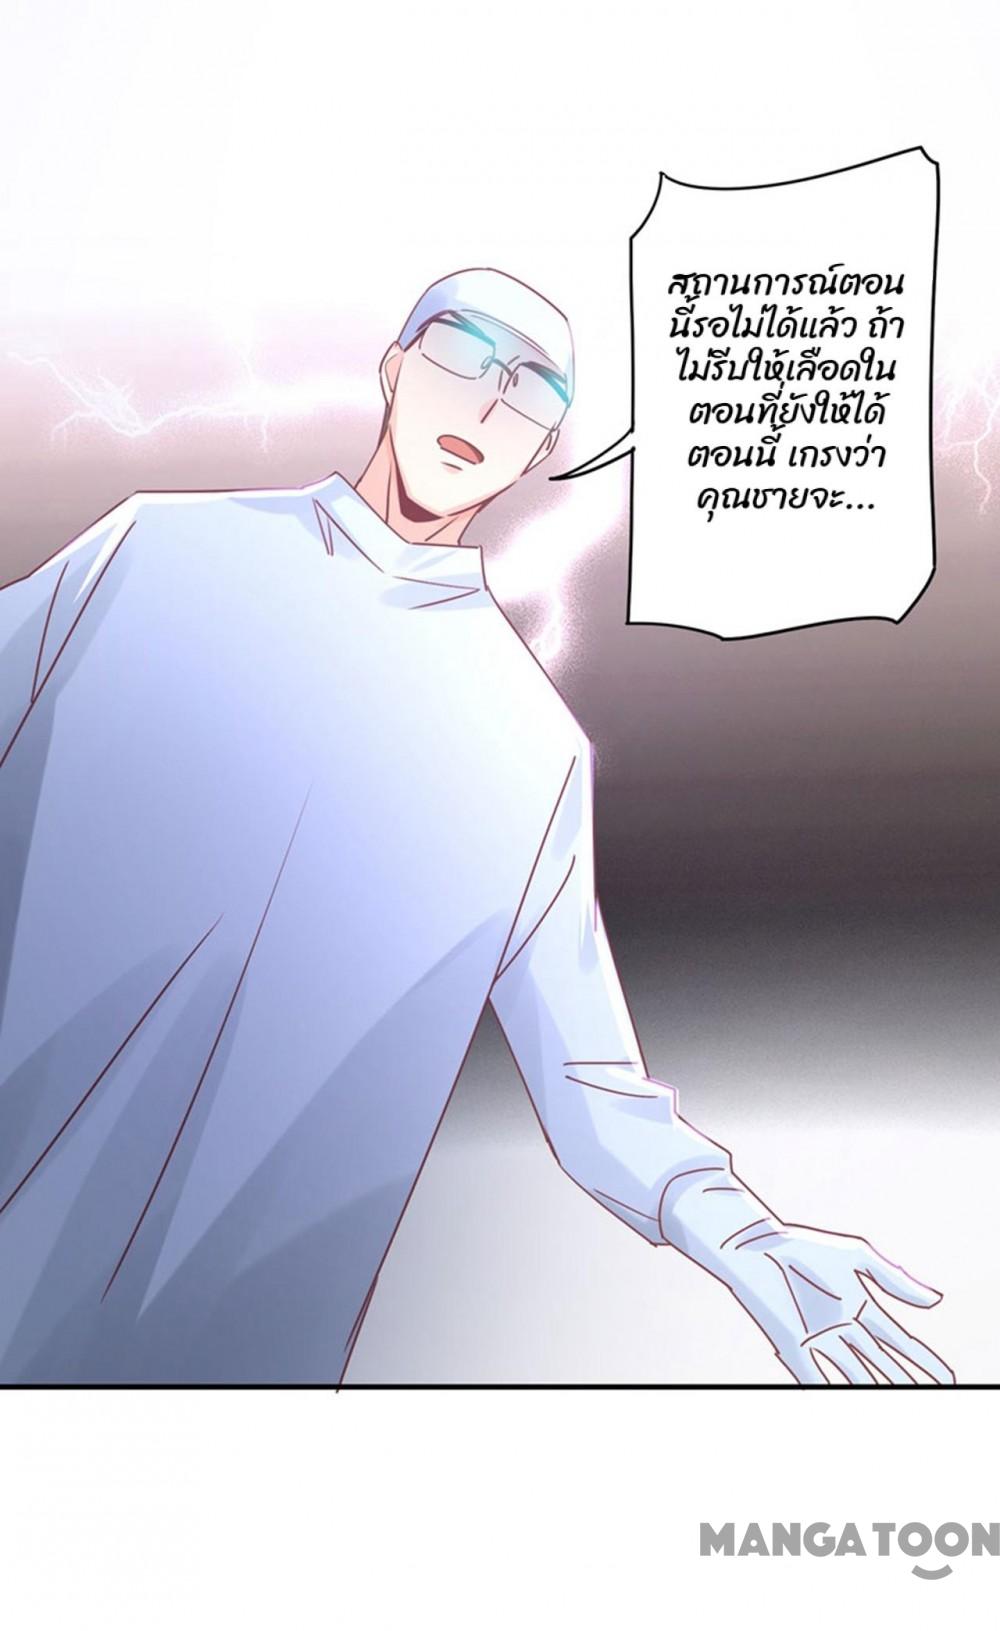 สถานการณ์ตอน
นี้รอไม่ได้แล้ว ถ้า
ไม่รีบให้เลือดใน
ตอนที่ยังให้ได้
ตอนนี้ เกรงว่า
คุณชายจะ...
MANGATOON